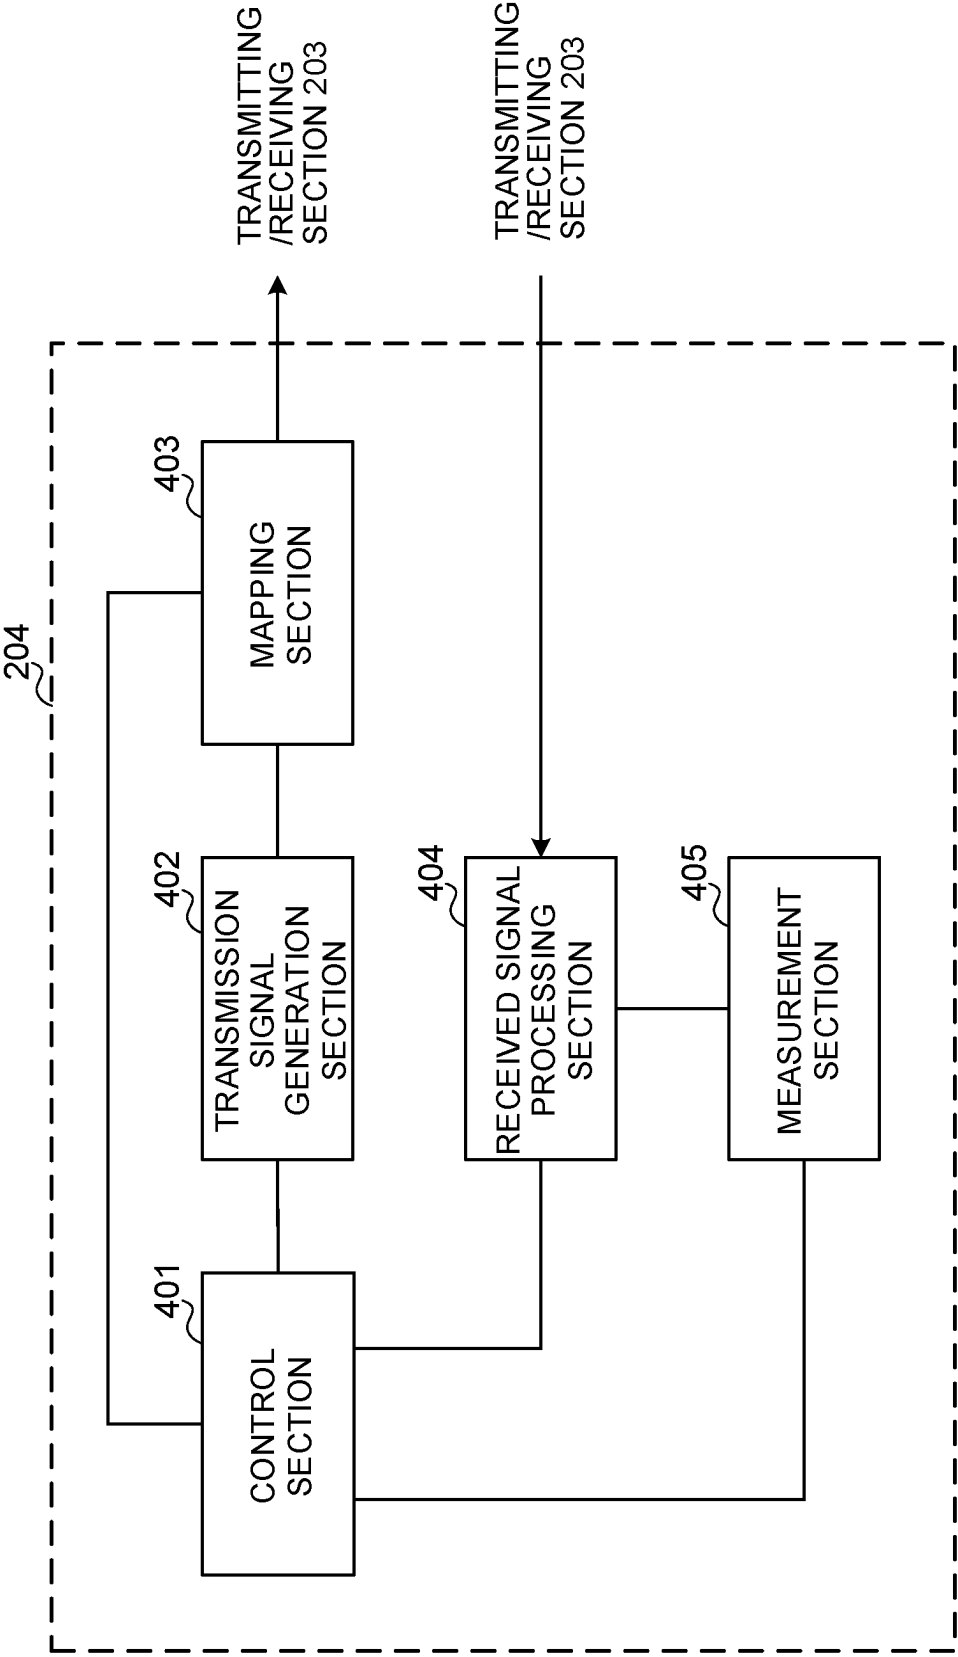 204
401
CONTROL
SECTION
402
TRANSMISSION
SIGNAL
GENERATION
SECTION
403
MAPPING
SECTION
TRANSMITTING
/RECEIVING
SECTION 203
404
RECEIVED SIGNAL
PROCESSING
SECTION
TRANSMITTING
/RECEIVING
SECTION 203
405
MEASUREMENT
SECTION